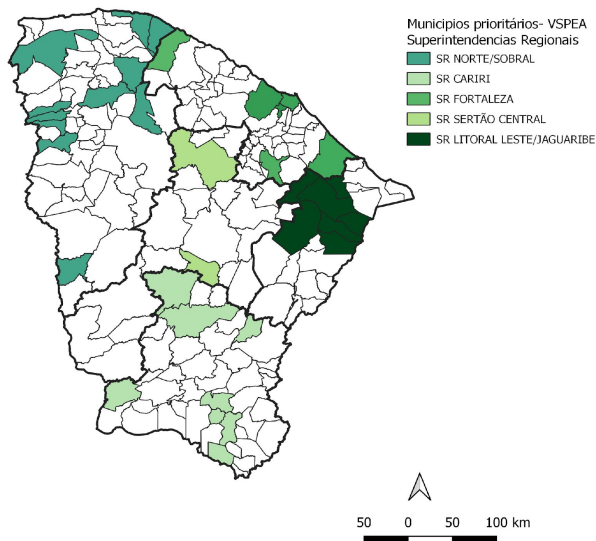 Municipios prioritários- VSPEA
Superintendencias Regionais
SR NORTE/SOBRAL
SR CARIRI
SR FORTALEZA
SR SERTÃO CENTRAL
SR LITORAL LESTE/JAGUARIBE
50 0 50 100 km